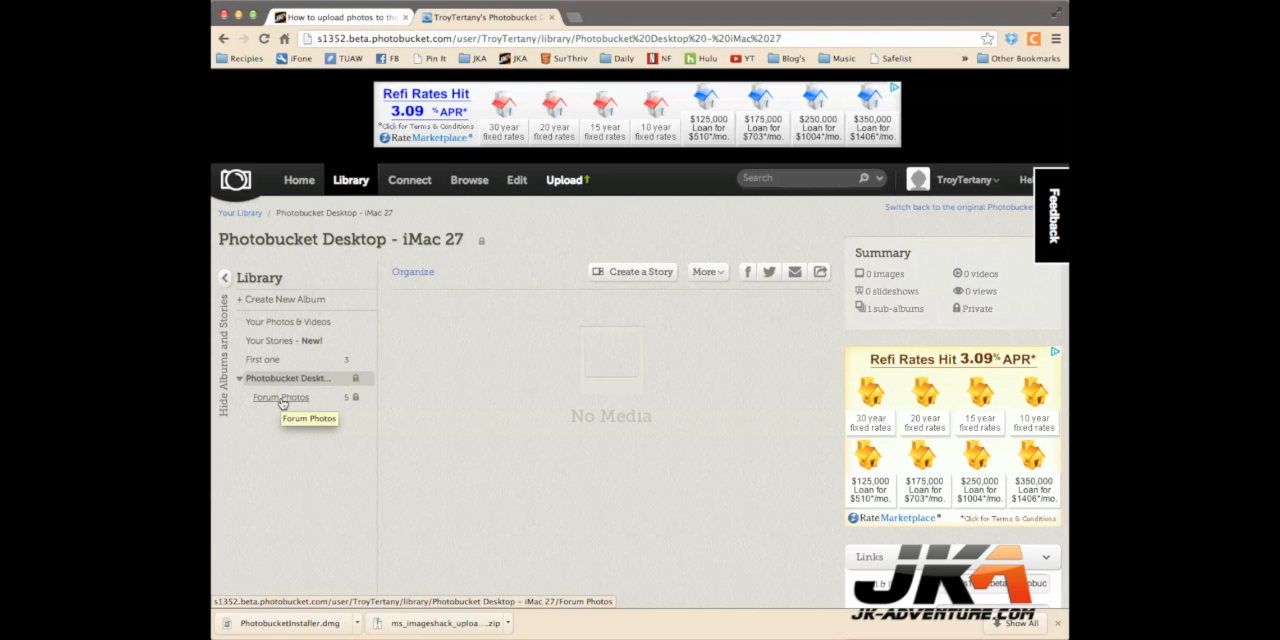 How to upload photos to the
TroyTertany's Photobucket
s1352.beta.photobucket.com/user/TroyTertany/library/Photobucket%20Desktop%20-%20iMac%2027
Recipies iFone TUAW FB Pin It JKA JKA SurThriv Daily NF Hulu YT Blog's Music Safelist » Other Bookmarks
Refi Rates Hit
3.09 % APR*
*Click for Terms & Conditions
RateMarketplace®
30 year fixed rates
20 year fixed rates
15 year fixed rates
10 year fixed rates
$125,000 Loan for $510*/mo.
$175,000 Loan for $703*/mo.
$250,000 Loan for $1004*/mo.
$350,000 Loan for $1406*/mo.
Home Library Connect Browse Edit Upload Search TroyTertany Hel
Feedback
Your Library / Photobucket Desktop - iMac 27
Switch back to the original Photobucke
Photobucket Desktop - iMac 27
Hide Albums and Stories
Library
+ Create New Album
Your Photos & Videos
Your Stories - New!
First one 3
Photobucket Deskt...
Forum Photos 5
Forum Photos
Organize
Create a Story
More
No Media
Summary
0 images 0 videos
0 slideshows 0 views
1 sub-albums Private
Refi Rates Hit 3.09% APR*
30 year fixed rates
20 year fixed rates
15 year fixed rates
10 year fixed rates
$125,000 Loan for $510*/mo.
$175,000 Loan for $703*/mo.
$250,000 Loan for $1004*/mo.
$350,000 Loan for $1406*/mo.
RateMarketplace® *Click for Terms & Conditions
Links
JKA
JK-ADVENTURE.COM
s1352.beta.photobucket.com/user/TroyTertany/library/Photobucket Desktop - iMac 27/Forum Photos
PhotobucketInstaller.dmg
ms_imageshack_uploa....zip
Show All